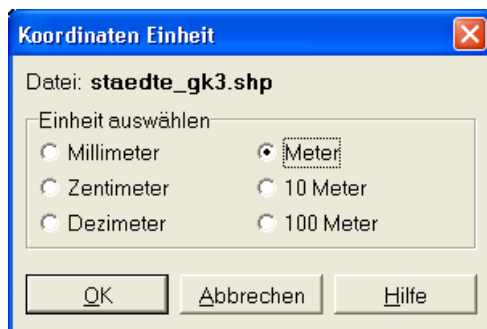 Koordinaten Einheit
Datei: staedte_gk3.shp
Einheit auswählen
Millimeter Meter
Zentimeter 10 Meter
Dezimeter 100 Meter
OK Abbrechen Hilfe